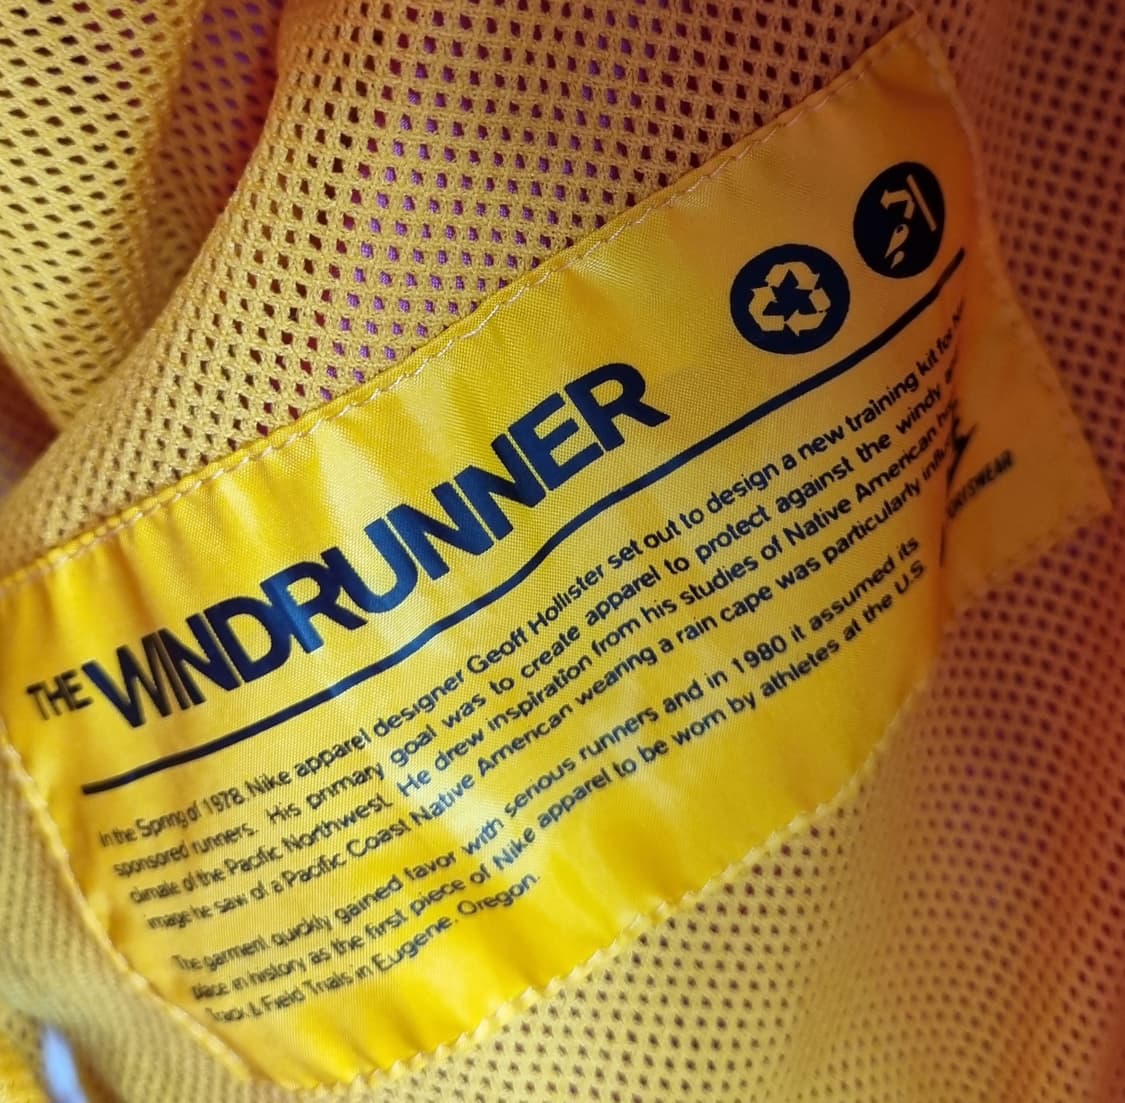 THE WINDRUNNER
In the Spring of 1978 Nike apparel designer Geoff Hollister set out to design a new training kit for
sponsored runners. His primary goal was to create apparel to protect against the windy
climate of the Pacific Northwest. He drew inspiration from his studies of Native American
image he saw of a Pacific Coast Native American wearing a rain cape was particularly
The garment quickly gained favor with serious runners and in 1980 it assumed its
place in history as the first piece of Nike apparel to be worn by athletes at the U.S.
Track & Field Trials in Eugene, Oregon.